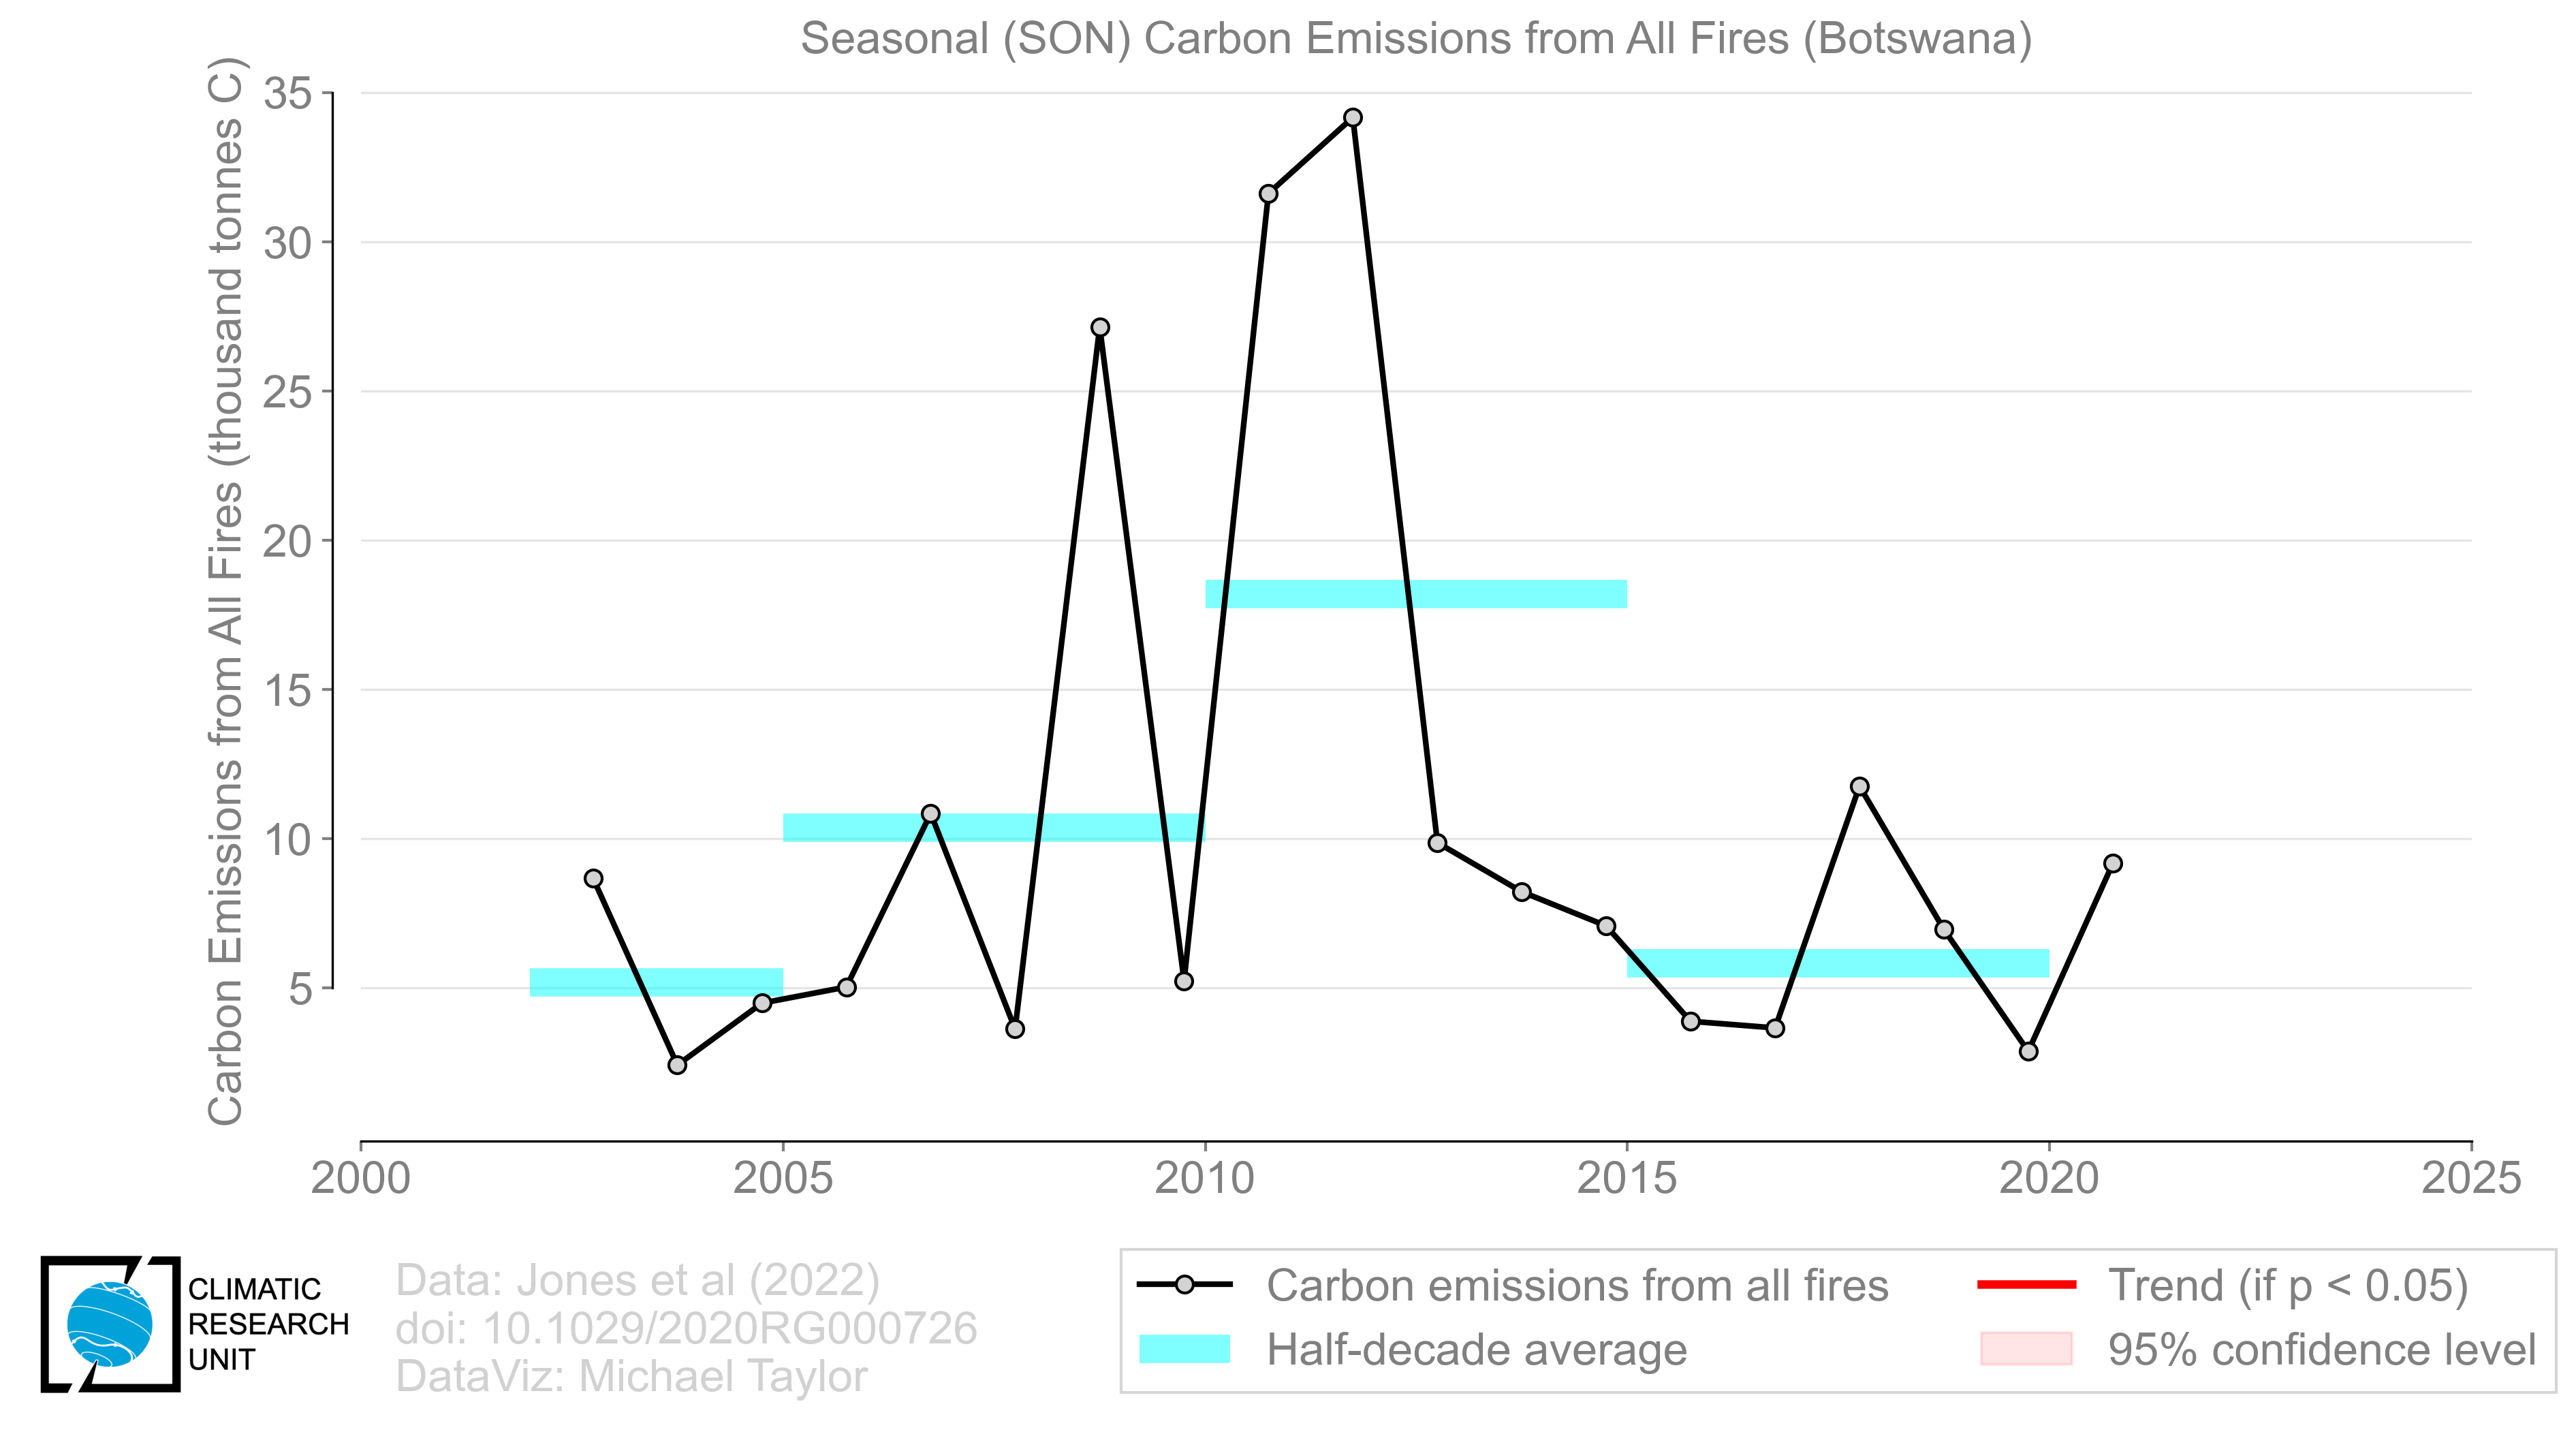 Seasonal (SON) Carbon Emissions from All Fires (Botswana)
Carbon Emissions from All Fires (thousand tonnes C)
35
30
25
20
15
10
5
2000
2005
2010
2015
2020
2025
CLIMATIC
RESEARCH
UNIT
Data: Jones et al (2022)
doi: 10.1029/2020RG000726
DataViz: Michael Taylor
Carbon emissions from all fires
Half-decade average
Trend (if p < 0.05)
95% confidence level